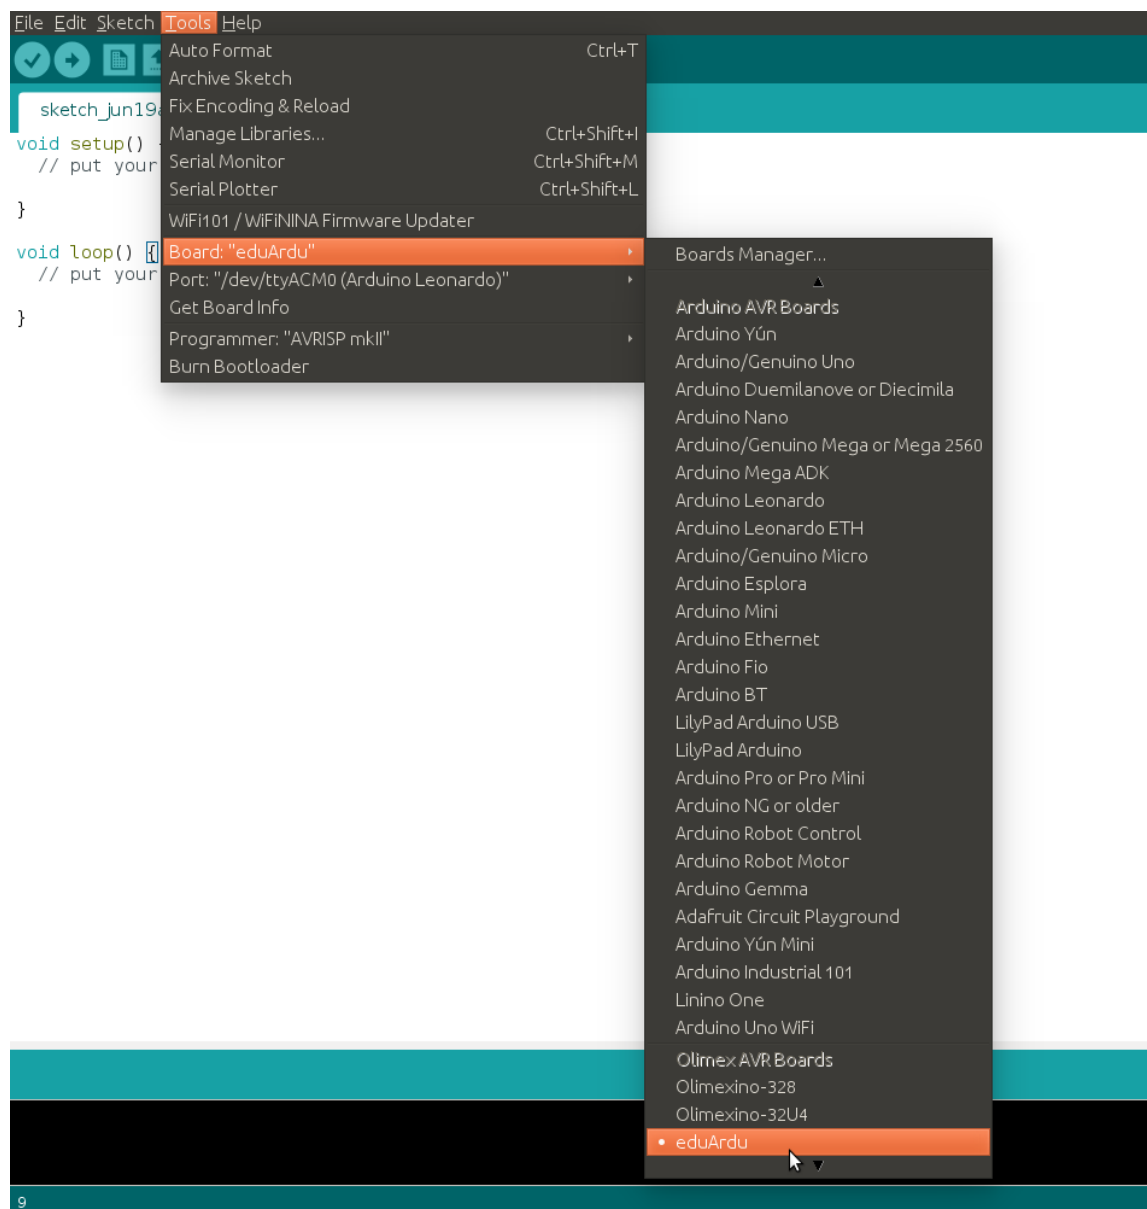 File Edit Sketch Tools Help
Auto Format Ctrl+T
Archive Sketch
sketch_jun19a
Fix Encoding & Reload
void setup() {
Manage Libraries... Ctrl+Shift+I
// put your
Serial Monitor Ctrl+Shift+M
Serial Plotter Ctrl+Shift+L
}
WiFi101 / WiFiNINA Firmware Updater
void loop() {
Board: "eduArdu"
Boards Manager...
// put your
Port: "/dev/ttyACM0 (Arduino Leonardo)"
Get Board Info
}
Programmer: "AVRISP mkII"
Burn Bootloader
Arduino AVR Boards
Arduino Yún
Arduino/Genuino Uno
Arduino Duemilanove or Diecimila
Arduino Nano
Arduino/Genuino Mega or Mega 2560
Arduino Mega ADK
Arduino Leonardo
Arduino Leonardo ETH
Arduino/Genuino Micro
Arduino Esplora
Arduino Mini
Arduino Ethernet
Arduino Fio
Arduino BT
LilyPad Arduino USB
LilyPad Arduino
Arduino Pro or Pro Mini
Arduino NG or older
Arduino Robot Control
Arduino Robot Motor
Arduino Gemma
Adafruit Circuit Playground
Arduino Yún Mini
Arduino Industrial 101
Linino One
Arduino Uno WiFi
Olimex AVR Boards
Olimexino-328
Olimexino-32U4
eduArdu
9